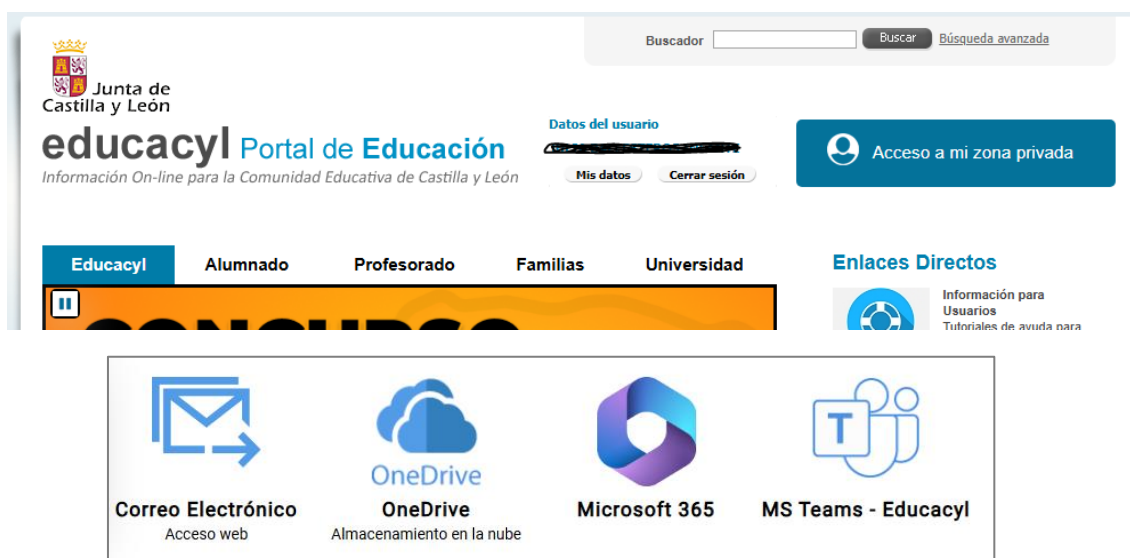 Buscador Buscar Búsqueda avanzada
Junta de
Castilla y León
educacyl Portal de Educación
Información On-line para la Comunidad Educativa de Castilla y León
Datos del usuario
Mis datos Cerrar sesión
Acceso a mi zona privada
Educacyl Alumnado Profesorado Familias Universidad
Enlaces Directos
Información para
Usuarios
Tutoriales de ayuda para
CONCURSO
OneDrive
T
Correo Electrónico
Acceso web
OneDrive
Almacenamiento en la nube
Microsoft 365
MS Teams - Educacyl